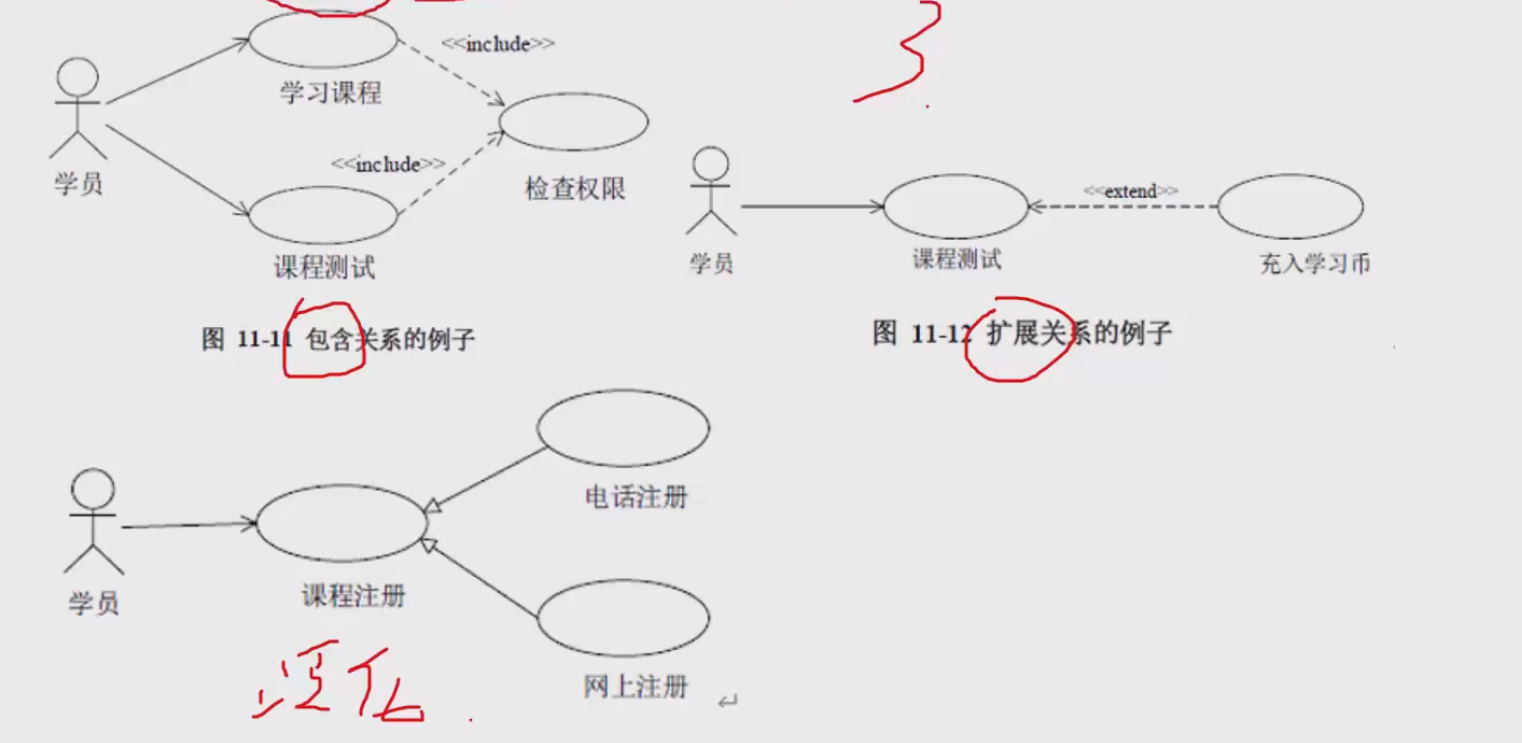 <<include>>
学习课程
<<include>>
学员
检查权限
课程测试
图 11-11 包含关系的例子
<<extend>>
学员
课程测试
充入学习币
图 11-12 扩展关系的例子
电话注册
学员
课程注册
网上注册
泛化